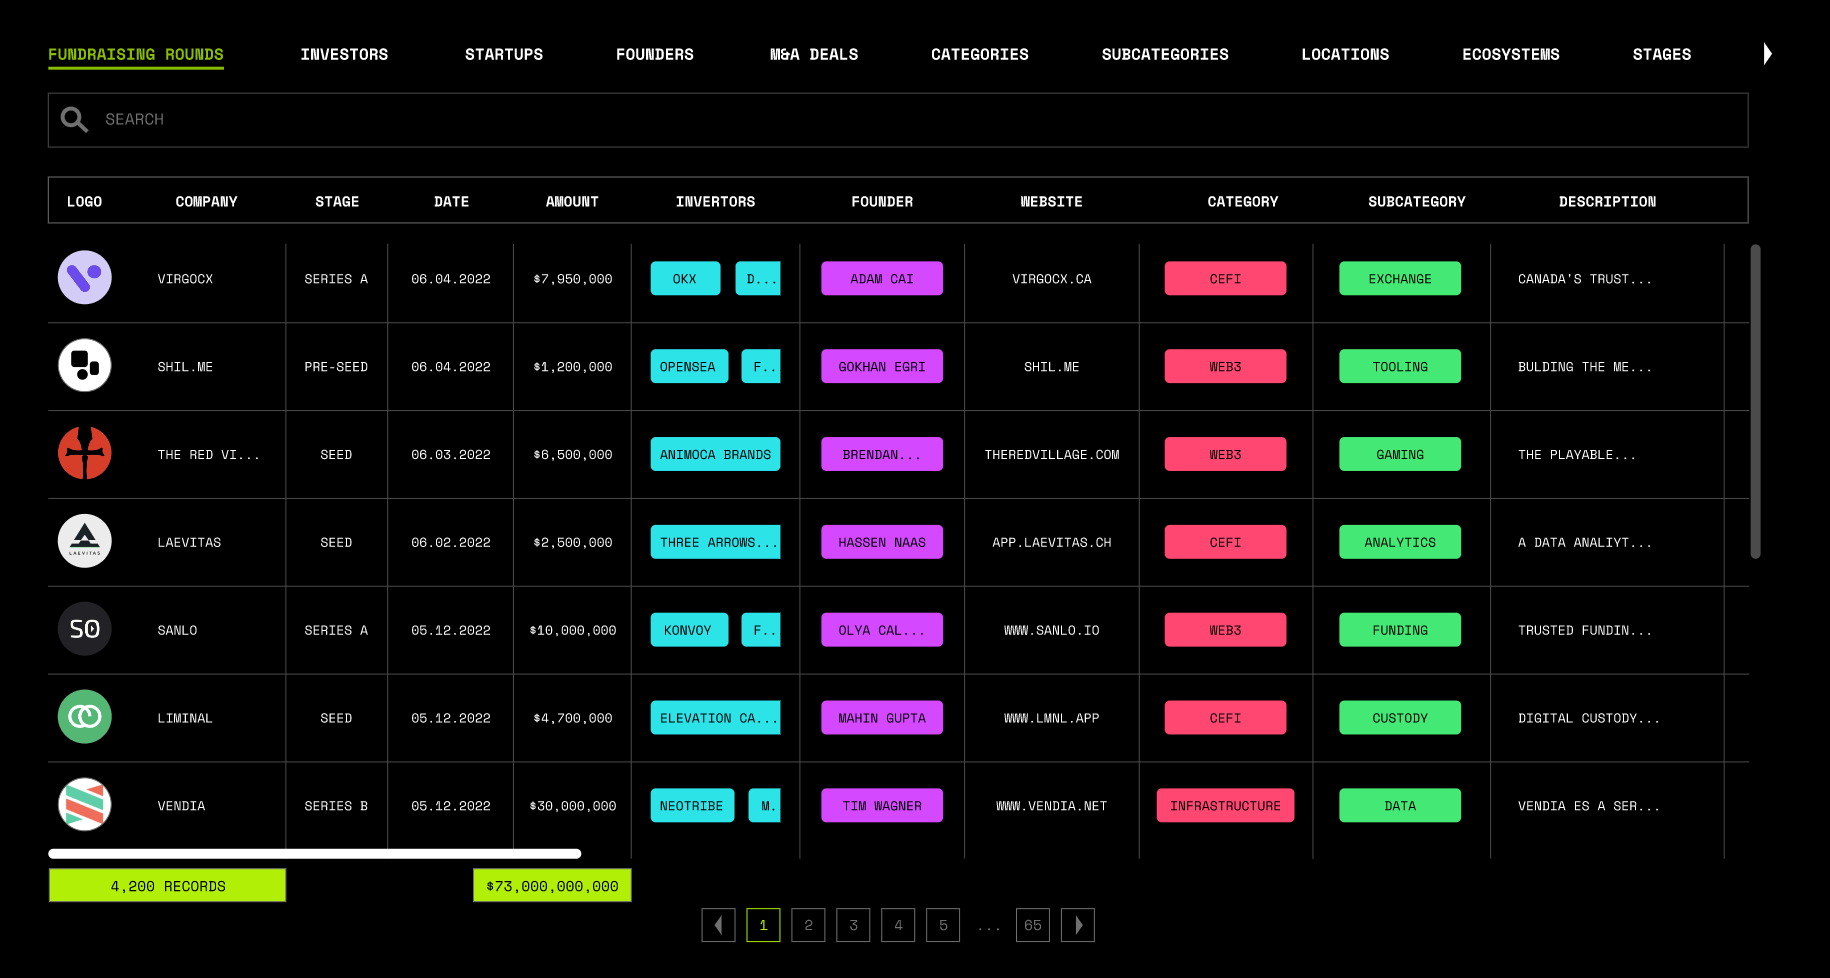 FUNDRAISING ROUNDS INVESTORS STARTUPS FOUNDERS M&A DEALS CATEGORIES SUBCATEGORIES LOCATIONS ECOSYSTEMS STAGES
SEARCH
LOGO COMPANY STAGE DATE AMOUNT INVERTORS FOUNDER WEBSITE CATEGORY SUBCATEGORY DESCRIPTION
VIRGOCX SERIES A 06.04.2022 $7,950,000 OKX D... ADAM CAI VIRGOCX.CA CEFI EXCHANGE CANADA'S TRUST...
SHIL.ME PRE-SEED 06.04.2022 $1,200,000 OPENSEA F.. GOKHAN EGRI SHIL.ME WEB3 TOOLING BULDING THE ME...
THE RED VI... SEED 06.03.2022 $6,500,000 ANIMOCA BRANDS BRENDAN... THEREDVILLAGE.COM WEB3 GAMING THE PLAYABLE...
LAEVITAS LAEVITAS SEED 06.02.2022 $2,500,000 THREE ARROWS... HASSEN NAAS APP.LAEVITAS.CH CEFI ANALYTICS A DATA ANALIYT...
S0 SANLO SERIES A 05.12.2022 $10,000,000 KONVOY F.. OLYA CAL... WWW.SANLO.IO WEB3 FUNDING TRUSTED FUNDIN...
LIMINAL SEED 05.12.2022 $4,700,000 ELEVATION CA... MAHIN GUPTA WWW.LMNL.APP CEFI CUSTODY DIGITAL CUSTODY...
VENDIA SERIES B 05.12.2022 $30,000,000 NEOTRIBE M. TIM WAGNER WWW.VENDIA.NET INFRASTRUCTURE DATA VENDIA ES A SER...
4,200 RECORDS $73,000,000,000
1 2 3 4 5 ... 65